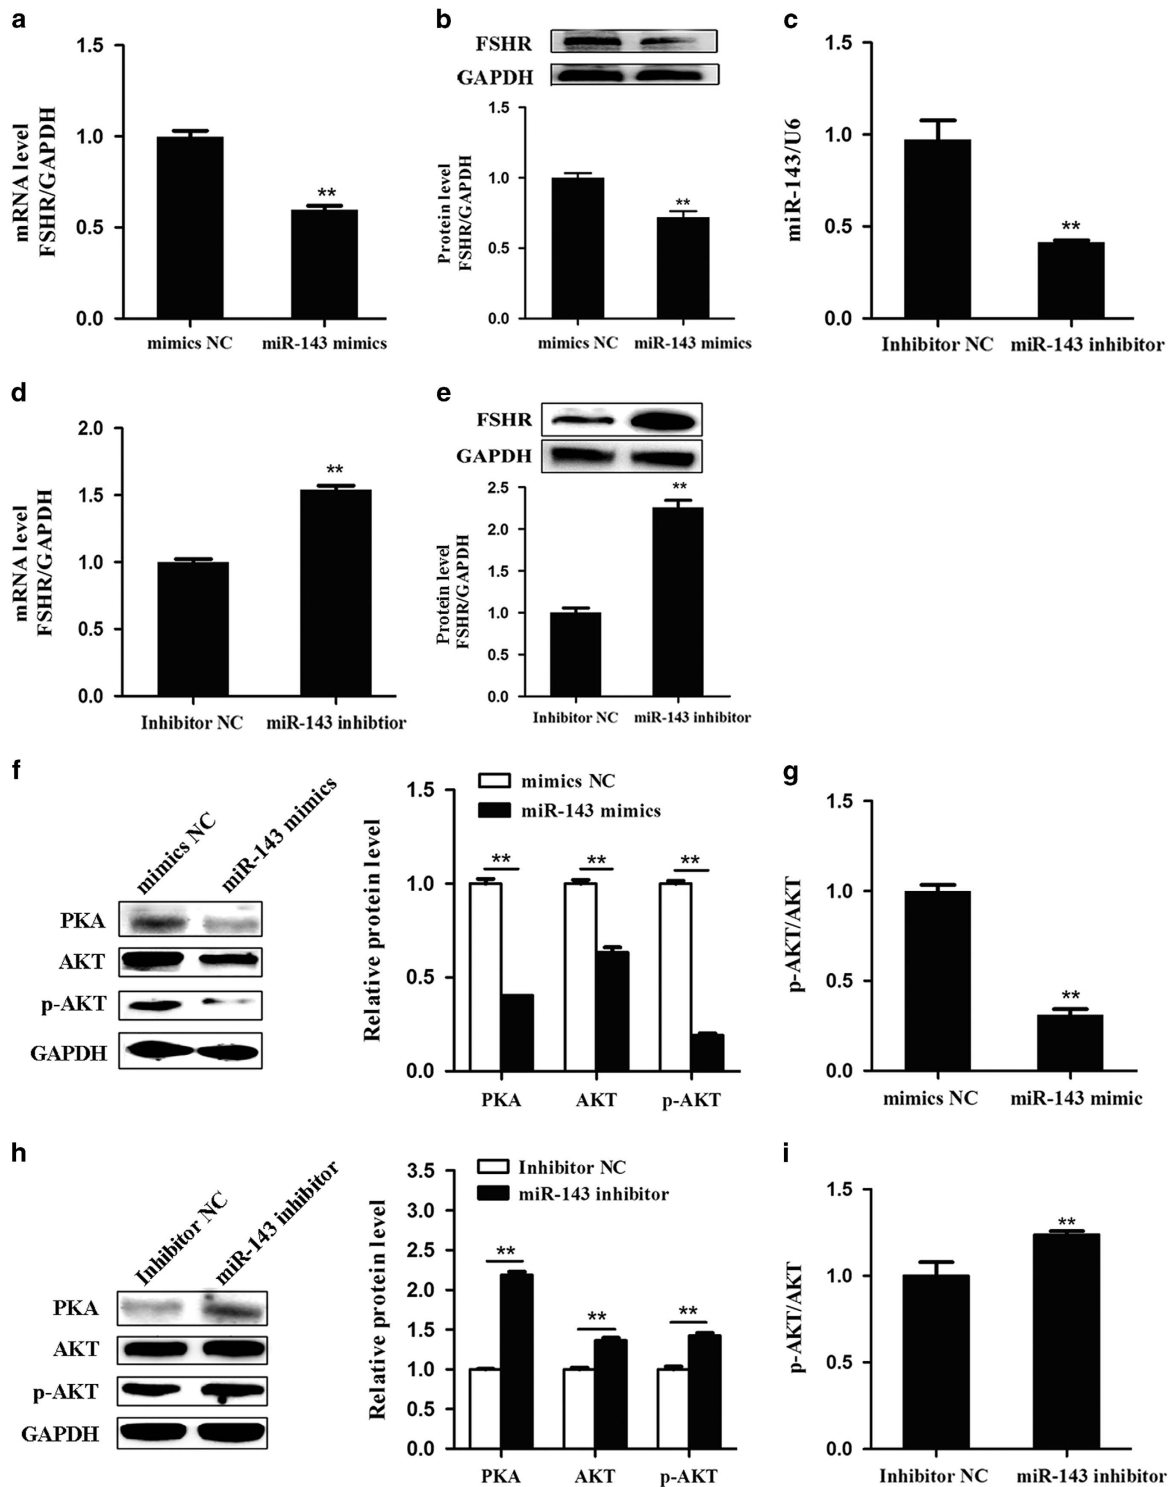 a
mRNA level
FSHR/GAPDH
1.5
1.0
0.5
0.0
**
mimics NC
miR-143 mimics
b
FSHR
GAPDH
Protein level
FSHR/GAPDH
1.5
1.0
0.5
0.0
**
mimics NC
miR-143 mimics
c
miR-143/U6
1.5
1.0
0.5
0.0
**
Inhibitor NC
miR-143 inhibitor
d
mRNA level
FSHR/GAPDH
2.0
1.5
1.0
0.5
0.0
**
Inhibitor NC
miR-143 inhibtior
e
FSHR
GAPDH
Protein level
FSHR/GAPDH
2.5
2.0
1.5
1.0
0.5
0.0
**
Inhibitor NC
miR-143 inhibitor
f
mimics NC
miR-143 mimics
PKA
AKT
p-AKT
GAPDH
Relative protein level
1.5
1.0
0.5
0.0
mimics NC
miR-143 mimics
**
**
**
PKA
AKT
p-AKT
g
p-AKT/AKT
1.5
1.0
0.5
0.0
**
mimics NC
miR-143 mimic
h
Inhibitor NC
miR-143 inhibitor
PKA
AKT
p-AKT
GAPDH
Relative protein level
3.5
3.0
2.5
2.0
1.5
1.0
0.5
0.0
Inhibitor NC
miR-143 inhibitor
**
**
**
PKA
AKT
p-AKT
i
p-AKT/AKT
1.5
1.0
0.5
0.0
**
Inhibitor NC
miR-143 inhibitor